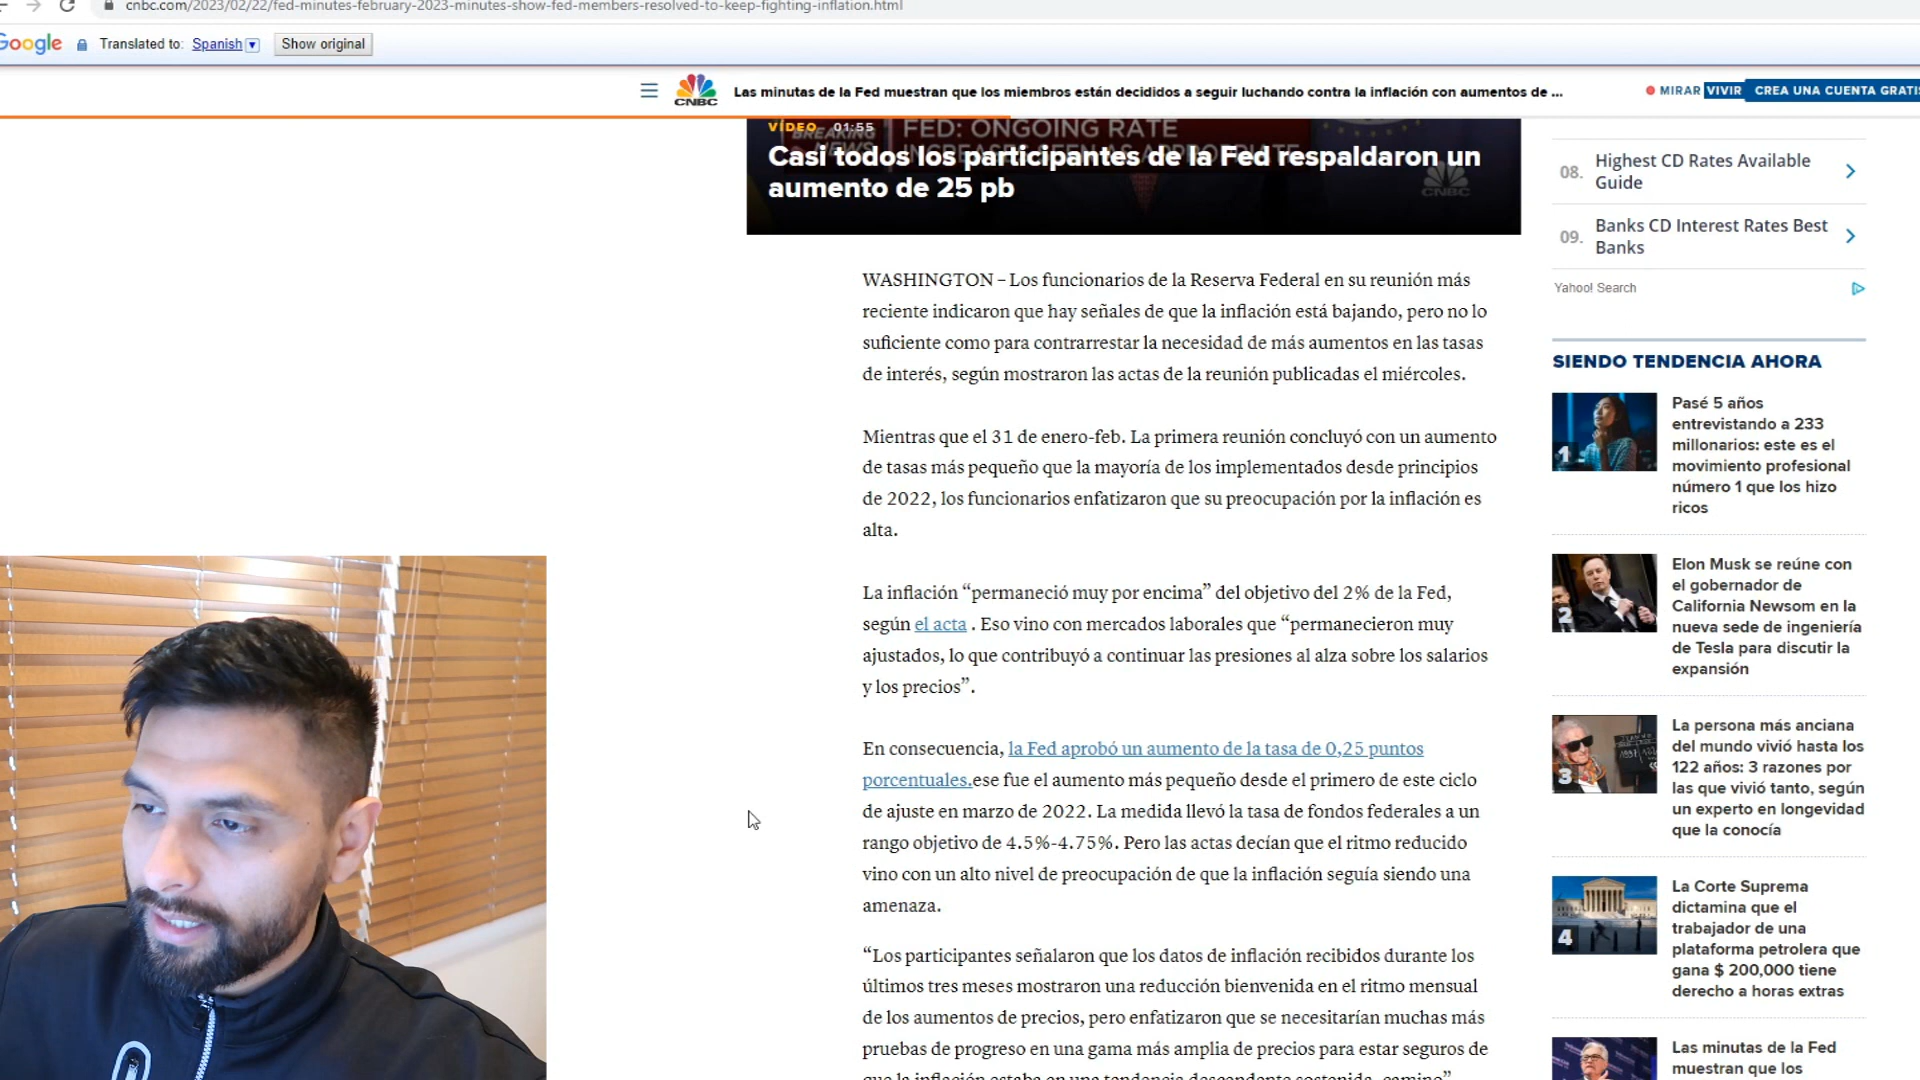 cnbc.com/2023/02/22/fed-minutes-february-2023-minutes-show-fed-members-resolved-to-keep-fighting-inflation.html
Google Translated to: Spanish Show original
CNBC
Las minutas de la Fed muestran que los miembros están decididos a seguir luchando contra la inflación con aumentos de ...
MIRAR VIVIR
CREA UNA CUENTA GRATIS
VÍDEO 01:55
BREAKING NEWS
FED: ONGOING RATE
Casi todos los participantes de la Fed respaldaron un
aumento de 25 pb
CNBC
WASHINGTON – Los funcionarios de la Reserva Federal en su reunión más
reciente indicaron que hay señales de que la inflación está bajando, pero no lo
suficiente como para contrarrestar la necesidad de más aumentos en las tasas
de interés, según mostraron las actas de la reunión publicadas el miércoles.
Mientras que el 31 de enero-feb. La primera reunión concluyó con un aumento
de tasas más pequeño que la mayoría de los implementados desde principios
de 2022, los funcionarios enfatizaron que su preocupación por la inflación es
alta.
La inflación “permaneció muy por encima” del objetivo del 2% de la Fed,
según el acta . Eso vino con mercados laborales que “permanecieron muy
ajustados, lo que contribuyó a continuar las presiones al alza sobre los salarios
y los precios”.
En consecuencia, la Fed aprobó un aumento de la tasa de 0,25 puntos
porcentuales.ese fue el aumento más pequeño desde el primero de este ciclo
de ajuste en marzo de 2022. La medida llevó la tasa de fondos federales a un
rango objetivo de 4.5%-4.75%. Pero las actas decían que el ritmo reducido
vino con un alto nivel de preocupación de que la inflación seguía siendo una
amenaza.
“Los participantes señalaron que los datos de inflación recibidos durante los
últimos tres meses mostraron una reducción bienvenida en el ritmo mensual
de los aumentos de precios, pero enfatizaron que se necesitarían muchas más
pruebas de progreso en una gama más amplia de precios para estar seguros de
que la inflación estaba en una tendencia descendente sostenida. camino”
08. Highest CD Rates Available
Guide
09. Banks CD Interest Rates Best
Banks
Yahoo! Search
SIENDO TENDENCIA AHORA
1
Pasé 5 años
entrevistando a 233
millonarios: este es el
movimiento profesional
número 1 que los hizo
ricos
2
Elon Musk se reúne con
el gobernador de
California Newsom en la
nueva sede de ingeniería
de Tesla para discutir la
expansión
3
La persona más anciana
del mundo vivió hasta los
122 años: 3 razones por
las que vivió tanto, según
un experto en longevidad
que la conocía
4
La Corte Suprema
dictamina que el
trabajador de una
plataforma petrolera que
gana $ 200,000 tiene
derecho a horas extras
Las minutas de la Fed
muestran que los